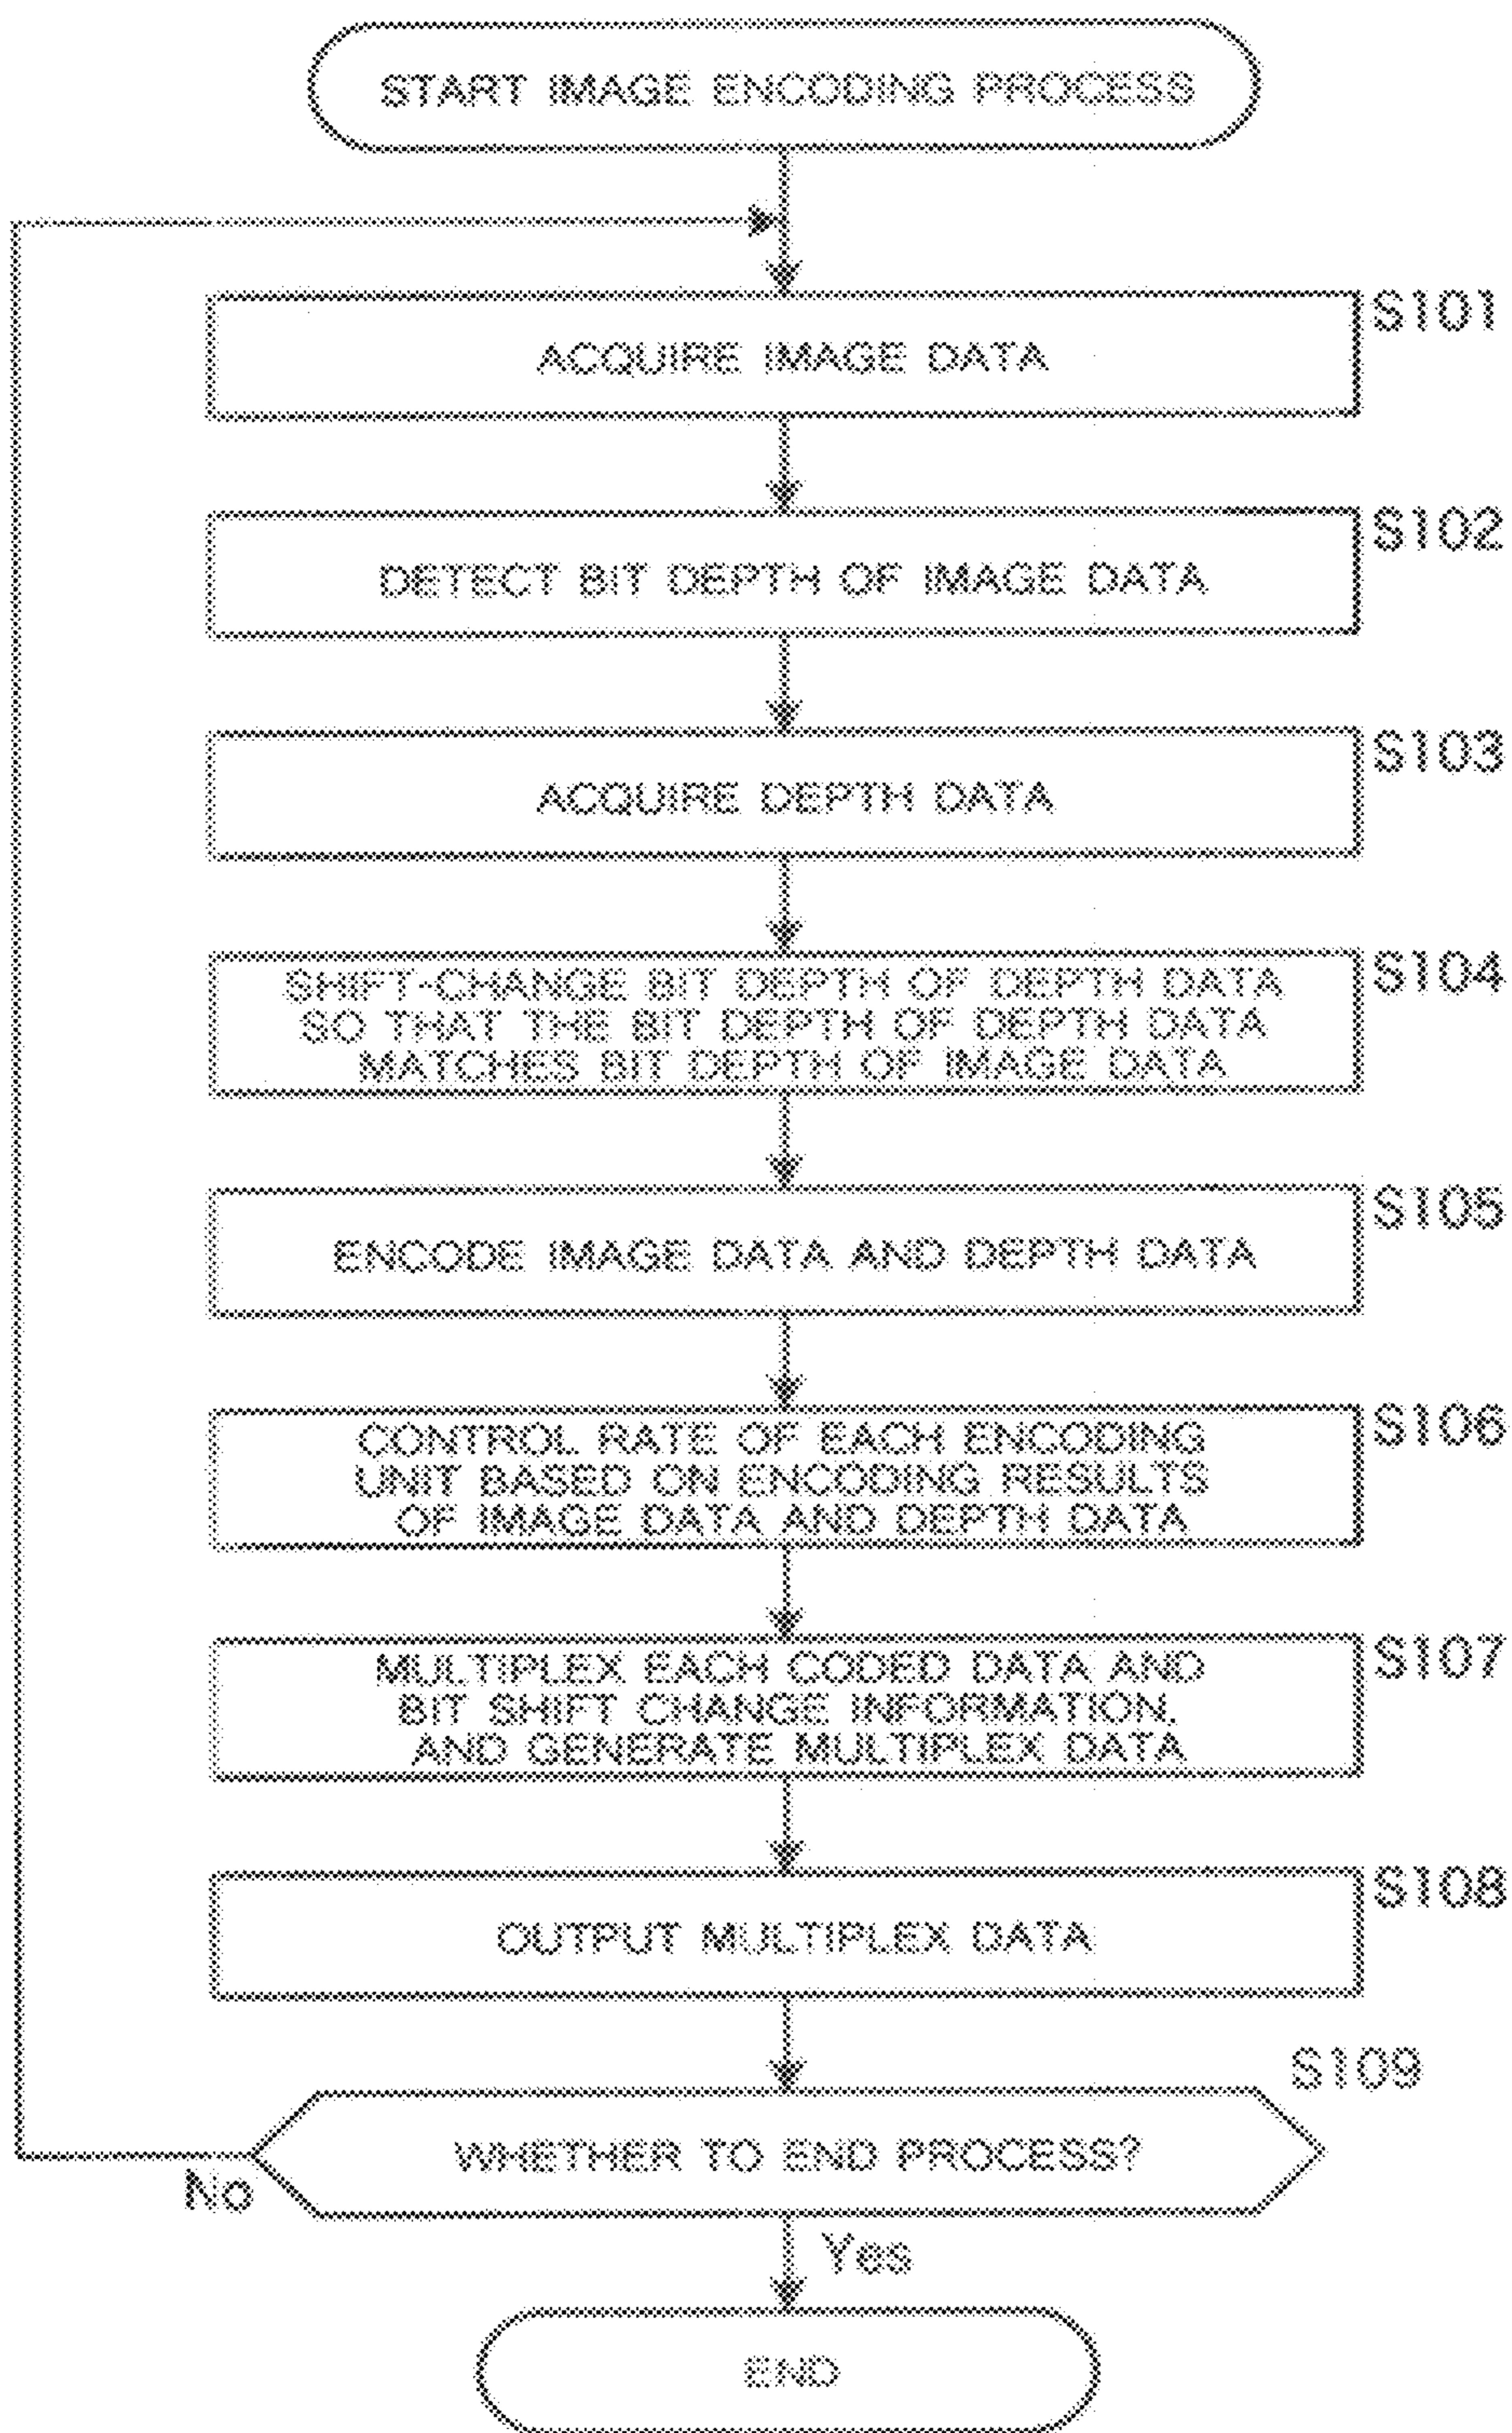 START IMAGE ENCODING PROCESS
S101
ACQUIRE IMAGE DATA
S102
DETECT BIT DEPTH OF IMAGE DATA
S103
ACQUIRE DEPTH DATA
S104
SHIFT-CHANGE BIT DEPTH OF DEPTH DATA
SO THAT THE BIT DEPTH OF DEPTH DATA
MATCHES BIT DEPTH OF IMAGE DATA
S105
ENCODE IMAGE DATA AND DEPTH DATA
S106
CONTROL RATE OF EACH ENCODING
UNIT BASED ON ENCODING RESULTS
OF IMAGE DATA AND DEPTH DATA
S107
MULTIPLEX EACH CODED DATA AND
BIT SHIFT CHANGE INFORMATION,
AND GENERATE MULTIPLEX DATA
S108
OUTPUT MULTIPLEX DATA
S109
WHETHER TO END PROCESS?
No
Yes
END